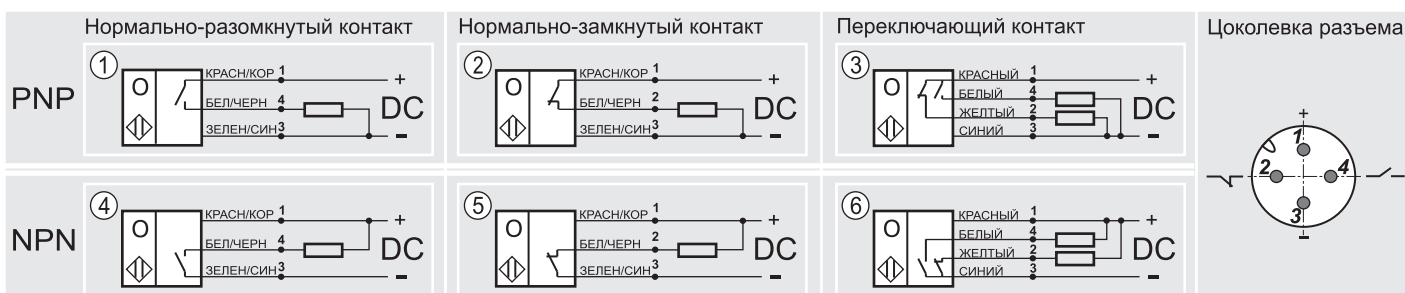 Нормально-разомкнутый контакт
Нормально-замкнутый контакт
Переключающий контакт
Цоколевка разъема
PNP
1
О
КРАСН/КОР 1
БЕЛ/ЧЕРН 4
ЗЕЛЕН/СИН 3
+
DC
-
2
О
КРАСН/КОР 1
БЕЛ/ЧЕРН 2
ЗЕЛЕН/СИН 3
+
DC
-
3
О
КРАСНЫЙ 1
БЕЛЫЙ 4
ЖЕЛТЫЙ 2
СИНИЙ 3
+
DC
-
+
1
2
4
3
-
NPN
4
О
КРАСН/КОР 1
БЕЛ/ЧЕРН 4
ЗЕЛЕН/СИН 3
+
DC
-
5
О
КРАСН/КОР 1
БЕЛ/ЧЕРН 2
ЗЕЛЕН/СИН 3
+
DC
-
6
О
КРАСНЫЙ 1
БЕЛЫЙ 4
ЖЕЛТЫЙ 2
СИНИЙ 3
+
DC
-